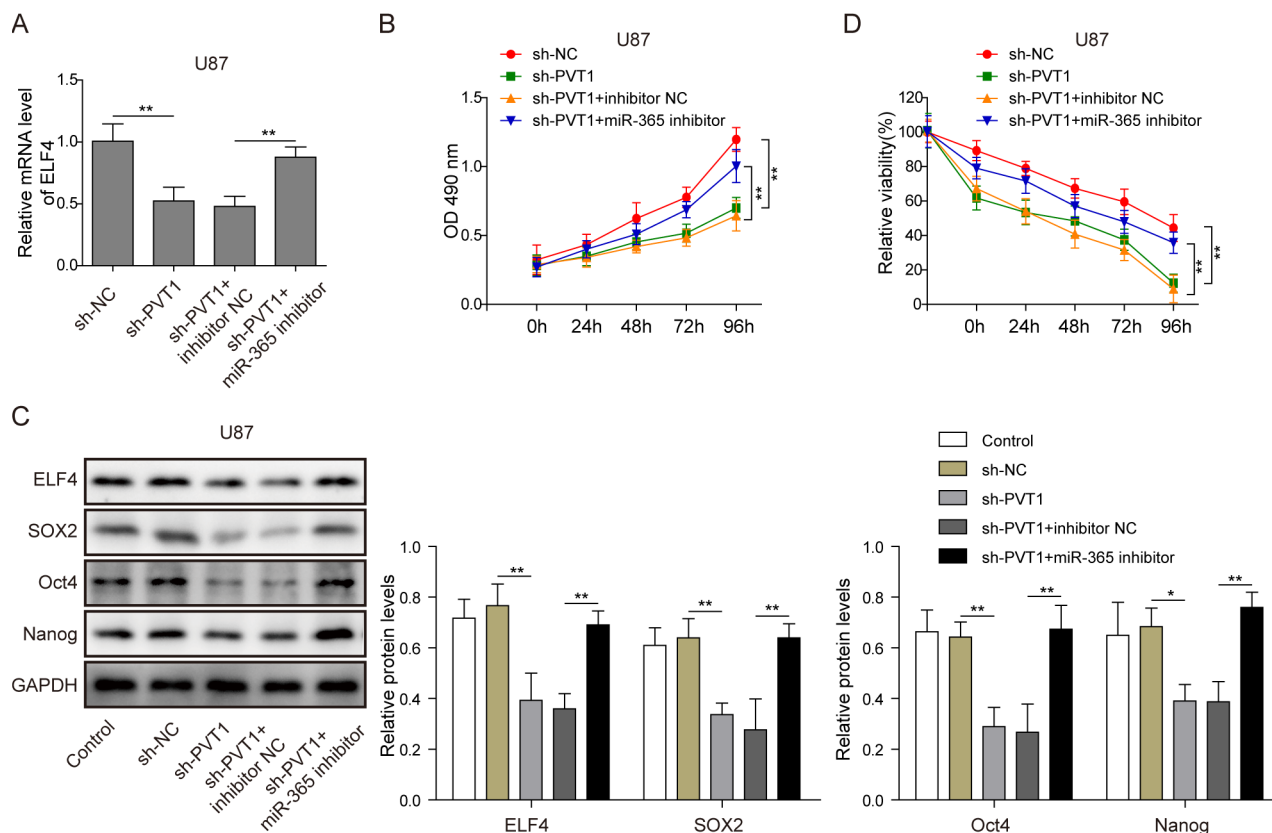 A
U87
Relative mRNA level
of ELF4
1.5
1.0
0.5
0.0
**
**
sh-NC
sh-PVT1
sh-PVT1+
inhibitor NC
sh-PVT1+
miR-365 inhibitor
B
U87
sh-NC
sh-PVT1
sh-PVT1+inhibitor NC
sh-PVT1+miR-365 inhibitor
OD 490 nm
1.5
1.0
0.5
0.0
0h 24h 48h 72h 96h
**
**
D
U87
sh-NC
sh-PVT1
sh-PVT1+inhibitor NC
sh-PVT1+miR-365 inhibitor
Relative viability(%)
120
100
80
60
40
20
0
0h 24h 48h 72h 96h
**
**
C
U87
ELF4
SOX2
Oct4
Nanog
GAPDH
Control
sh-NC
sh-PVT1
sh-PVT1+
inhibitor NC
sh-PVT1+
miR-365 inhibitor
Relative protein levels
1.0
0.8
0.6
0.4
0.2
0.0
**
**
**
**
ELF4 SOX2
Control
sh-NC
sh-PVT1
sh-PVT1+inhibitor NC
sh-PVT1+miR-365 inhibitor
Relative protein levels
1.0
0.8
0.6
0.4
0.2
0.0
**
**
*
**
Oct4 Nanog